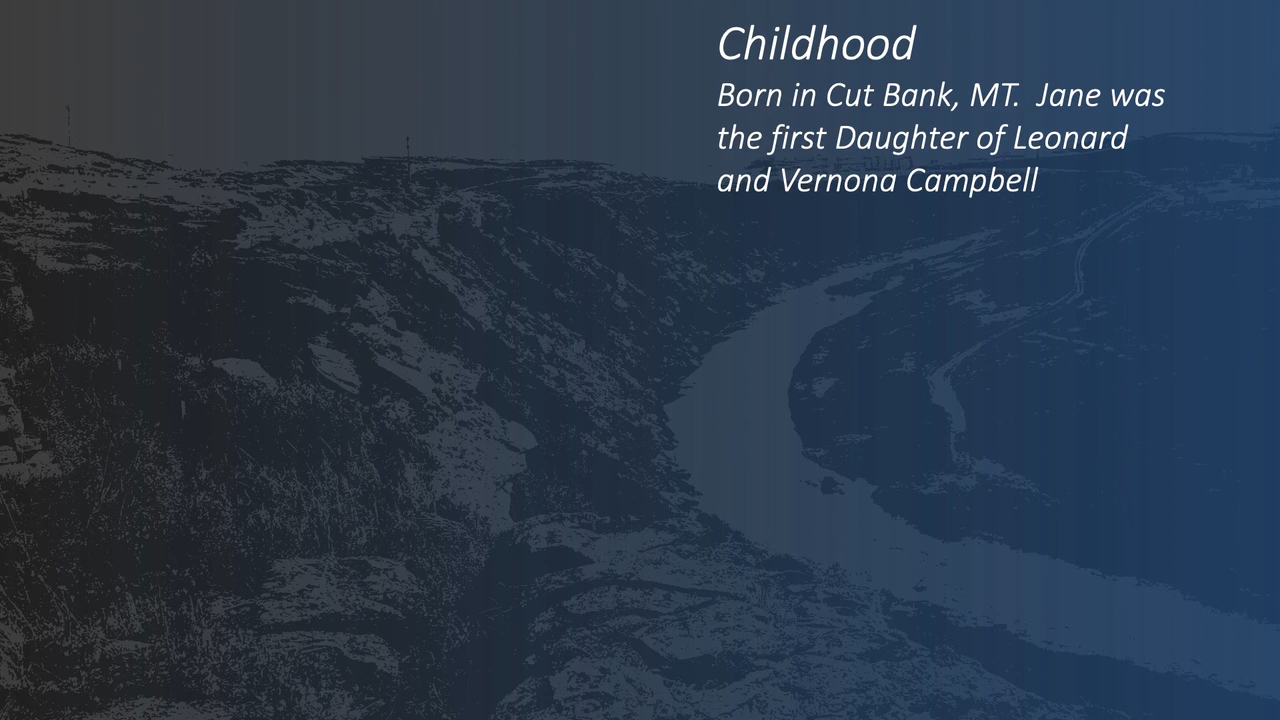 Childhood
Born in Cut Bank, MT.  Jane was
the first Daughter of Leonard
and Vernona Campbell